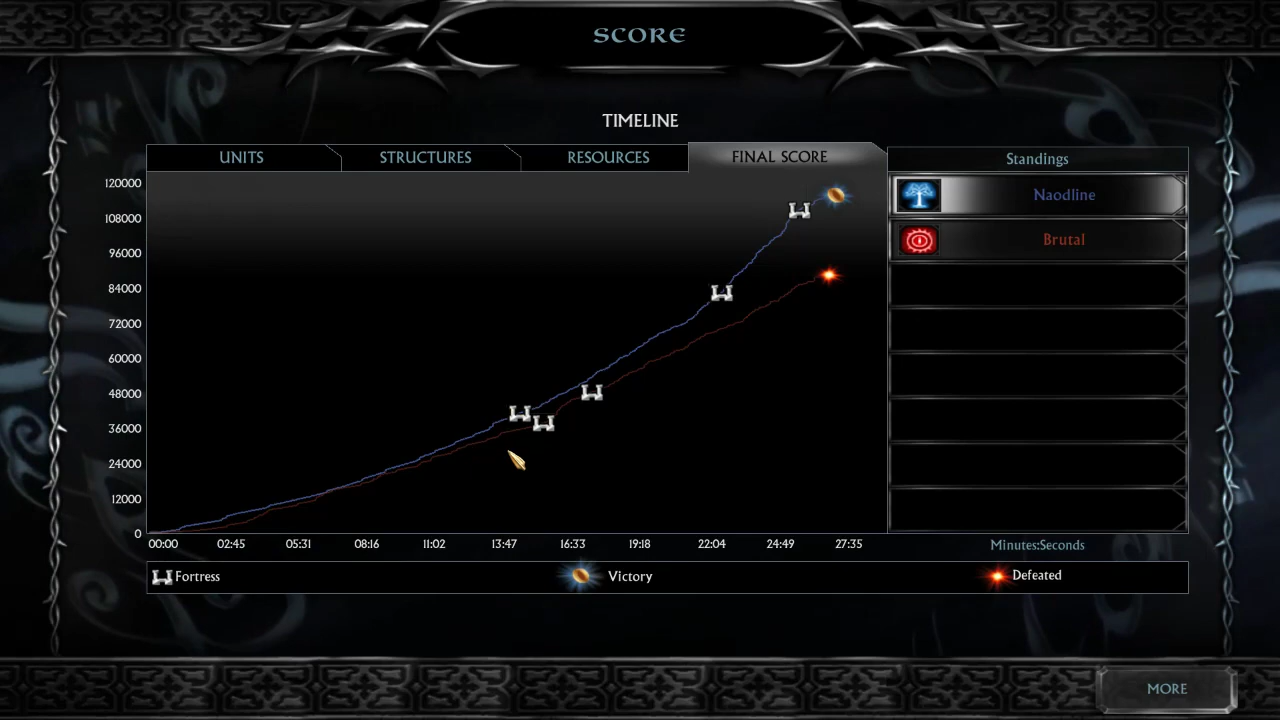 SCORE
TIMELINE
UNITS STRUCTURES RESOURCES FINAL SCORE Standings
120000
108000
96000
84000
72000
60000
48000
36000
24000
12000
0
Naodline
Brutal
00:00 02:45 05:31 08:16 11:02 13:47 16:33 19:18 22:04 24:49 27:35 Minutes:Seconds
Fortress Victory Defeated
MORE